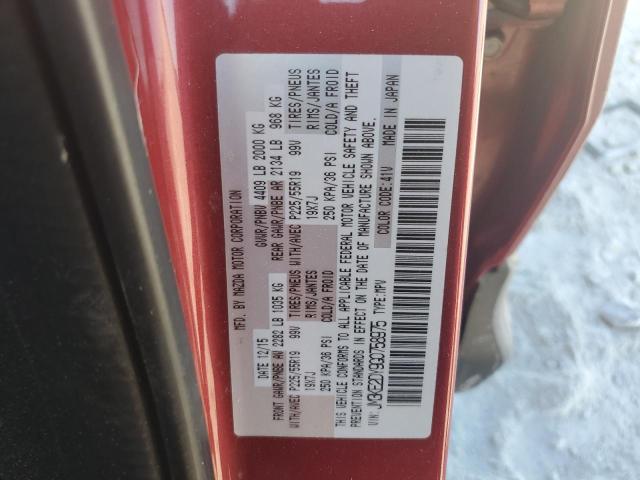 MFD. BY MAZDA MOTOR CORPORATION
DATE 12/15 GVWR/PNBV 4409 LB 2000 KG
FRONT GAWR/PNBE AV 2282 LB 1035 KG REAR GAWR/PNBE AR 2134 LB 968 KG
WITH/AVEC P225/55R19 99V TIRES/PNEUS WITH/AVEC P225/55R19 99V TIRES/PNEUS
19X7J RIMS/JANTES 19X7J RIMS/JANTES
250 KPA/36 PSI COLD/A FROID 250 KPA/36 PSI COLD/A FROID
THIS VEHICLE CONFORMS TO ALL APPLICABLE FEDERAL MOTOR VEHICLE SAFETY AND THEFT
PREVENTION STANDARDS IN EFFECT ON THE DATE OF MANUFACTURE SHOWN ABOVE.
VIN: JM3KE2DY9G0758975 TYPE:MPV COLOR CODE:41V MADE IN JAPAN